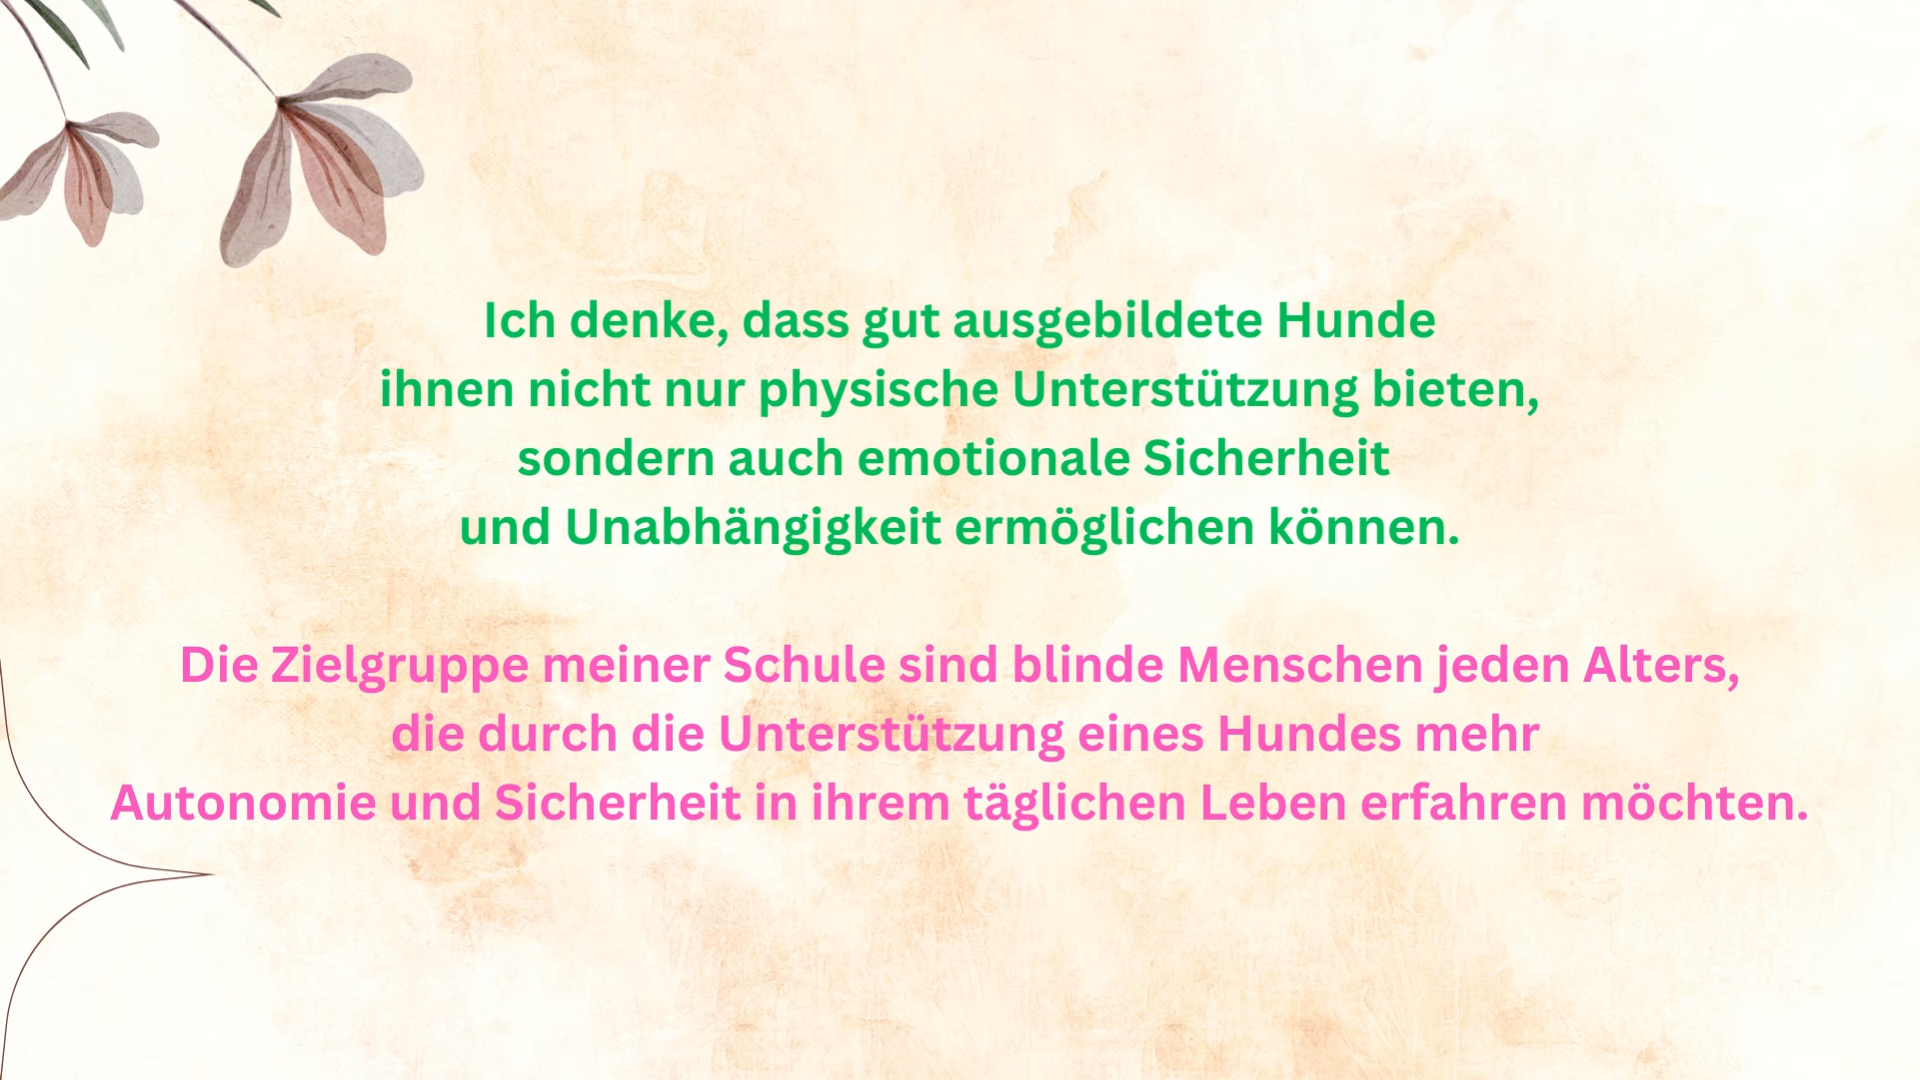 Ich denke, dass gut ausgebildete Hunde
ihnen nicht nur physische Unterstützung bieten,
sondern auch emotionale Sicherheit
und Unabhängigkeit ermöglichen können.
Die Zielgruppe meiner Schule sind blinde Menschen jeden Alters,
die durch die Unterstützung eines Hundes mehr
Autonomie und Sicherheit in ihrem täglichen Leben erfahren möchten.